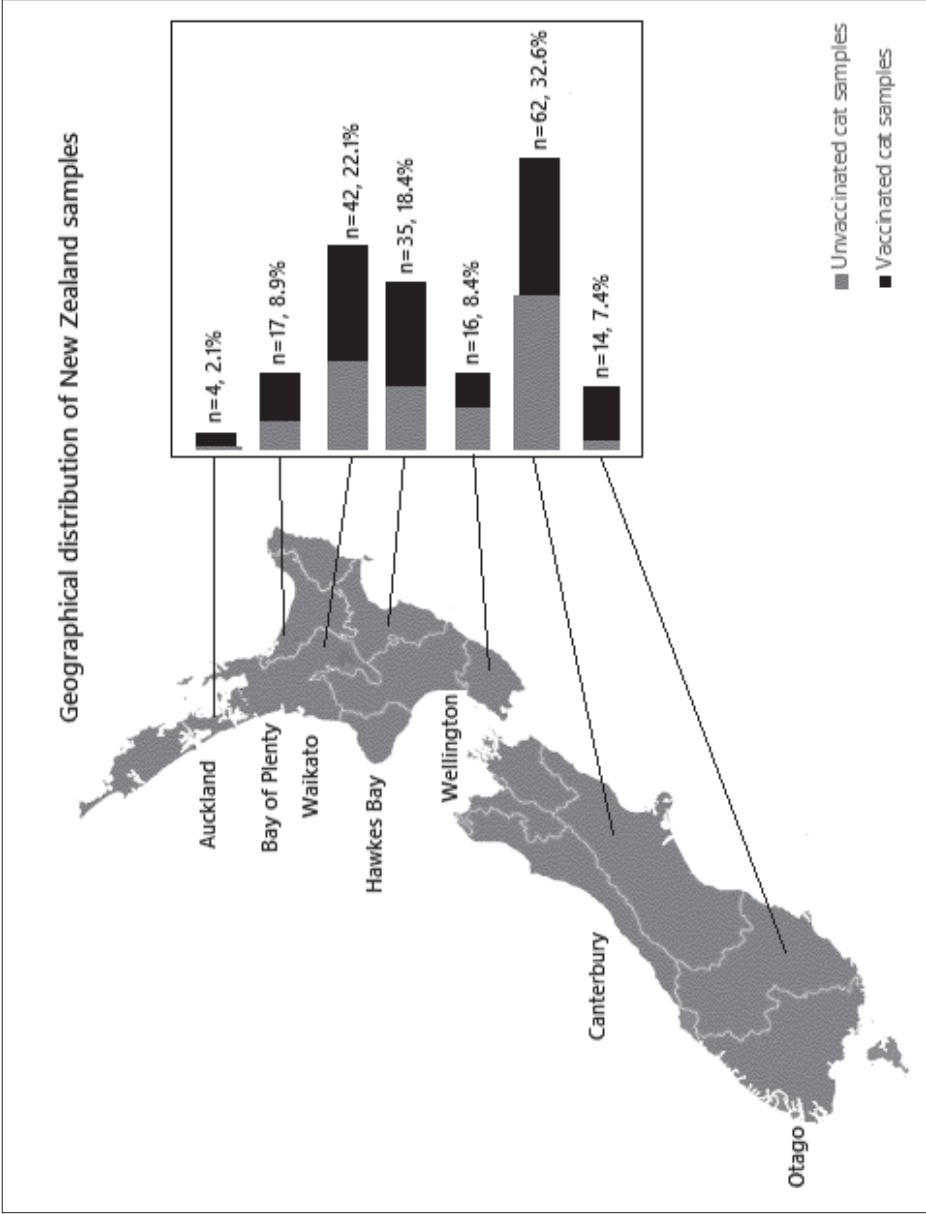 Geographical distribution of New Zealand samples
Auckland
n=4, 2.1%
Bay of Plenty
n=17, 8.9%
Waikato
n=42, 22.1%
Hawkes Bay
n=35, 18.4%
Wellington
n=16, 8.4%
Canterbury
n=62, 32.6%
Otago
n=14, 7.4%
Unvaccinated cat samples
Vaccinated cat samples